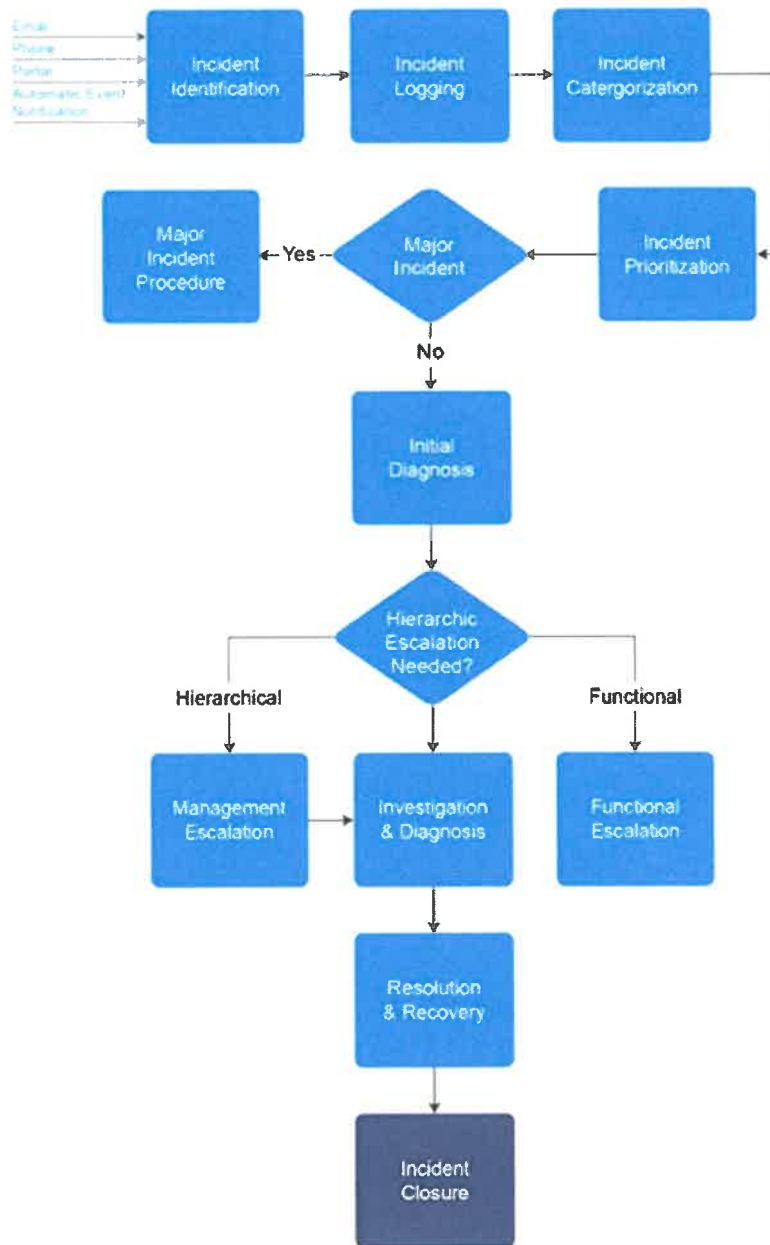 Email
Phone
Portal
Automatic Event
Notification
Incident
Identification
Incident
Logging
Incident
Catergorization
Major
Incident
Procedure
Yes
Major
Incident
Incident
Prioritization
No
Initial
Diagnosis
Hierarchic
Escalation
Needed?
Hierarchical
Functional
Management
Escalation
Investigation
& Diagnosis
Functional
Escalation
Resolution
& Recovery
Incident
Closure